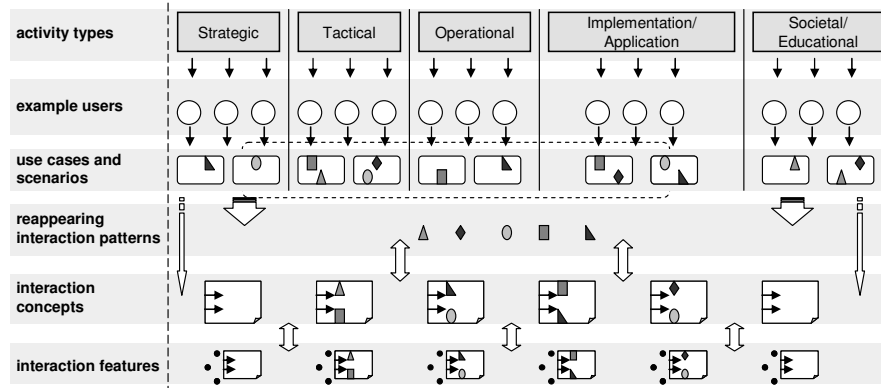 activity types
Strategic
Tactical
Operational
Implementation/
Application
Societal/
Educational
example users
use cases and
scenarios
reappearing
interaction patterns
interaction
concepts
interaction features